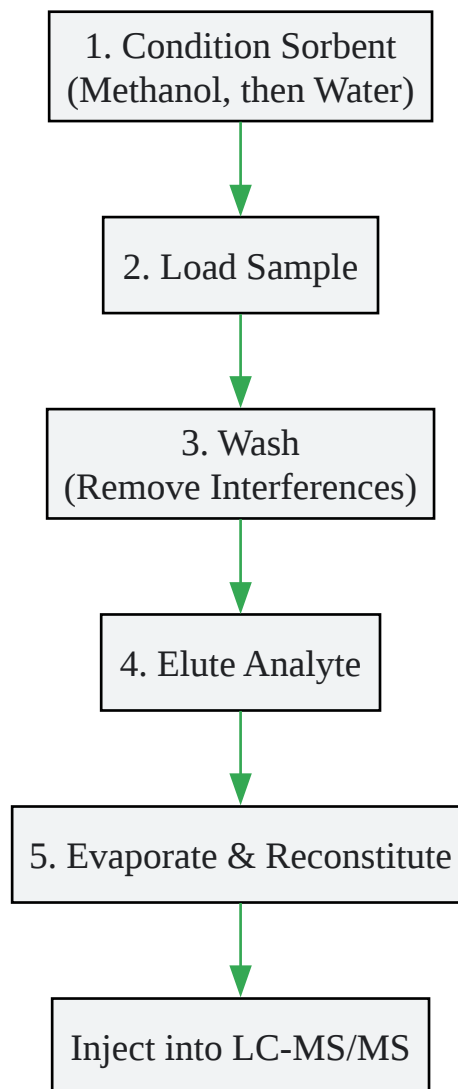 1. Condition Sorbent
(Methanol, then Water)
2. Load Sample
3. Wash
(Remove Interferences)
4. Elute Analyte
5. Evaporate & Reconstitute
Inject into LC-MS/MS